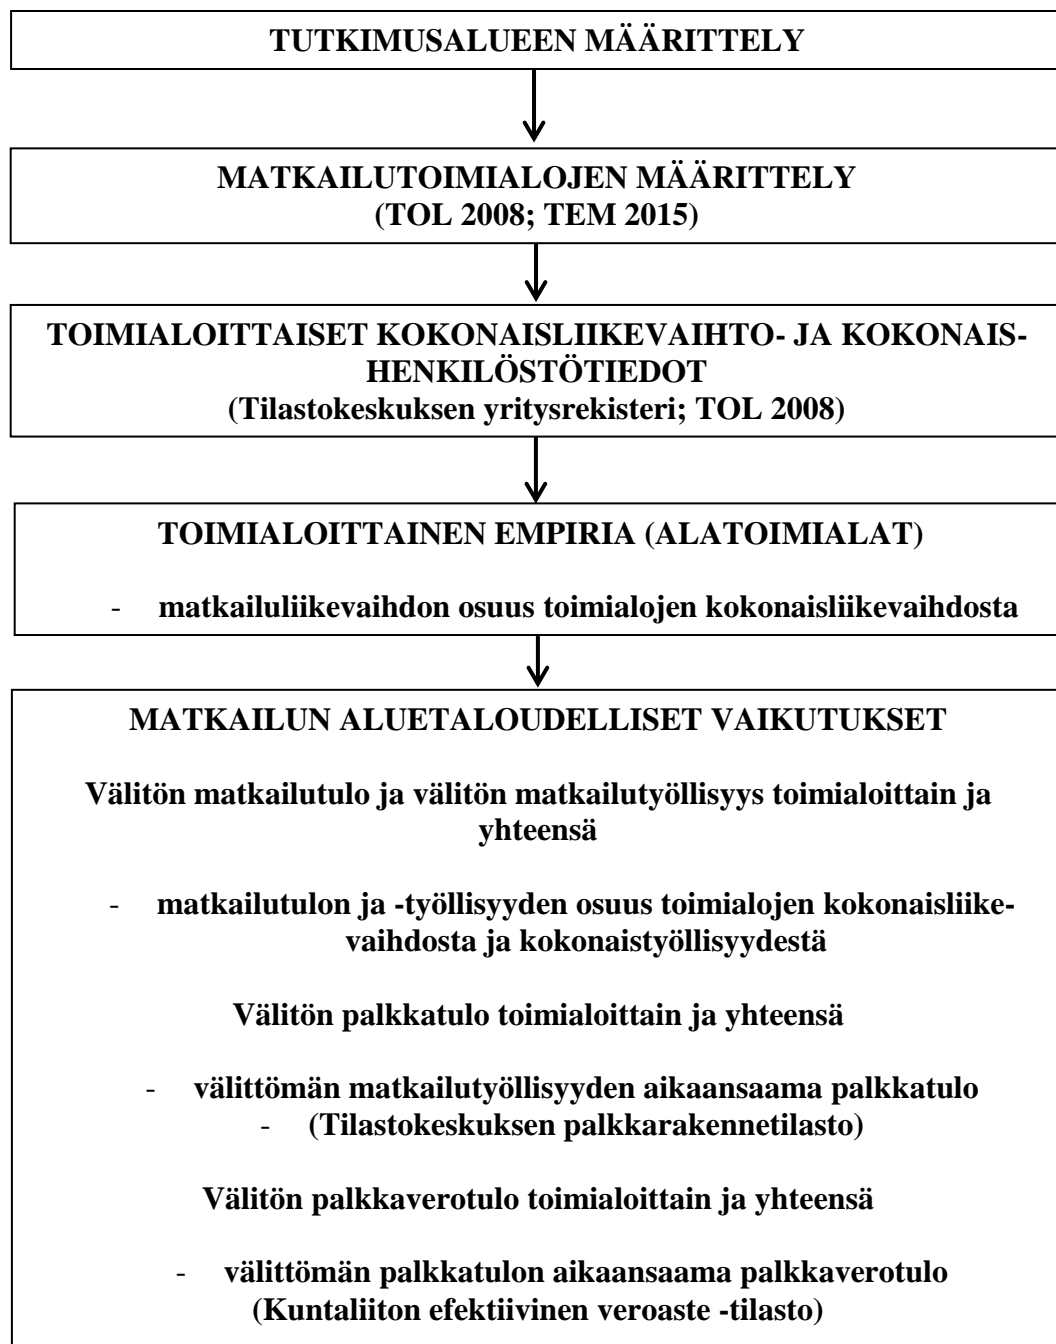 TUTKIMUSALUEEN MÄÄRITTELY
MATKAILUTOIMIALOJEN MÄÄRITTELY
(TOL 2008; TEM 2015)
TOIMIALOITTAISET KOKONAISLIIKEVAIHTO- JA KOKONAIS-
HENKILÖSTÖTIEDOT
(Tilastokeskuksen yritysrekisteri; TOL 2008)
TOIMIALOITTAINEN EMPIRIA (ALATOIMIALAT)
- matkailuliikevaihdon osuus toimialojen kokonaisliikevaihdosta
MATKAILUN ALUETALOUDELLISET VAIKUTUKSET
Välitön matkailutulo ja välitön matkailutyöllisyys toimialoittain ja
yhteensä
- matkailutulon ja -työllisyyden osuus toimialojen kokonaisliike-
vaihdosta ja kokonaistyöllisyydestä
Välitön palkkatulo toimialoittain ja yhteensä
- välittömän matkailutyöllisyyden aikaansaama palkkatulo
- (Tilastokeskuksen palkkarakennetilasto)
Välitön palkkaverotulo toimialoittain ja yhteensä
- välittömän palkkatulon aikaansaama palkkaverotulo
(Kuntaliiton efektiivinen veroaste -tilasto)